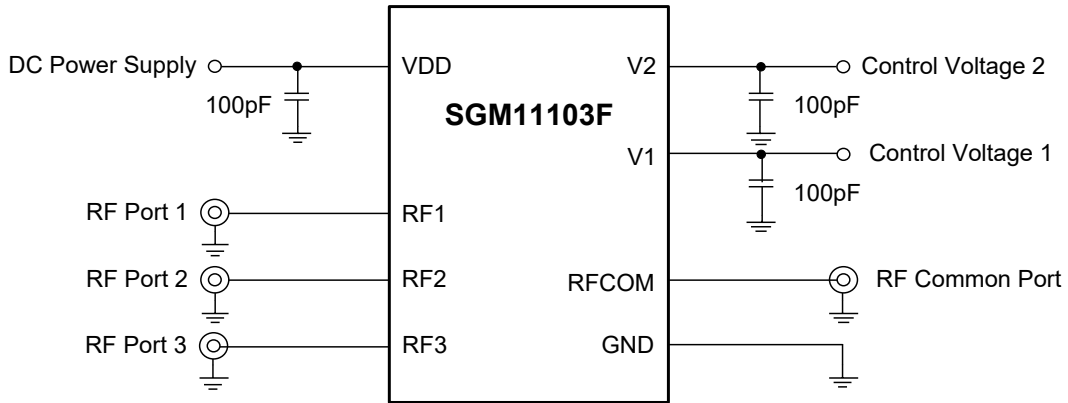 DC Power Supply
VDD
V2
Control Voltage 2
100pF
100pF
SGM11103F
V1
Control Voltage 1
100pF
RF Port 1
RF1
RF Port 2
RF2
RFCOM
RF Common Port
RF Port 3
RF3
GND